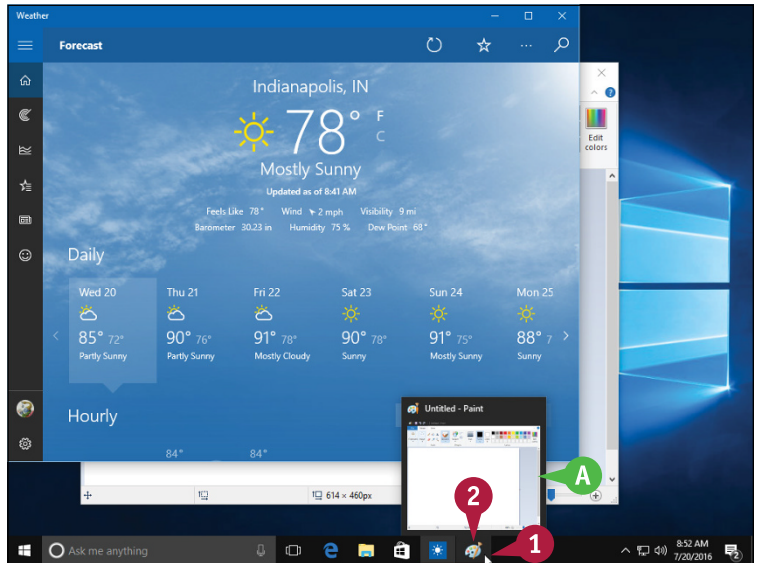 Weather
Forecast
Indianapolis, IN
78° F
C
Mostly Sunny
Updated as of 8:41 AM
Feels Like 78° Wind 2 mph Visibility 9 mi
Barometer 30.23 in Humidity 75 % Dew Point 68°
Edit
colors
Daily
Wed 20 Thu 21 Fri 22 Sat 23 Sun 24 Mon 25
85° 72° 90° 76° 91° 78° 90° 78° 91° 75° 88° 7
Partly Sunny Partly Sunny Mostly Cloudy Sunny Mostly Sunny Sunny
Hourly
84° 84°
Untitled - Paint
A
614 × 460px
2
1
Ask me anything
8:52 AM
7/20/2016
2